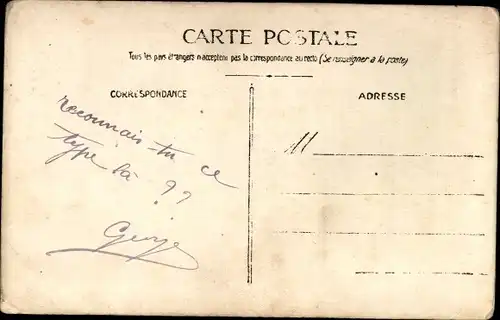 CARTE POSTALE
Tous les pays étrangers n'acceptent pas la correspondance au recto (Se renseigner à la poste)
CORRESPONDANCE
ADRESSE
reconnais-tu ce
type là ??
George
M